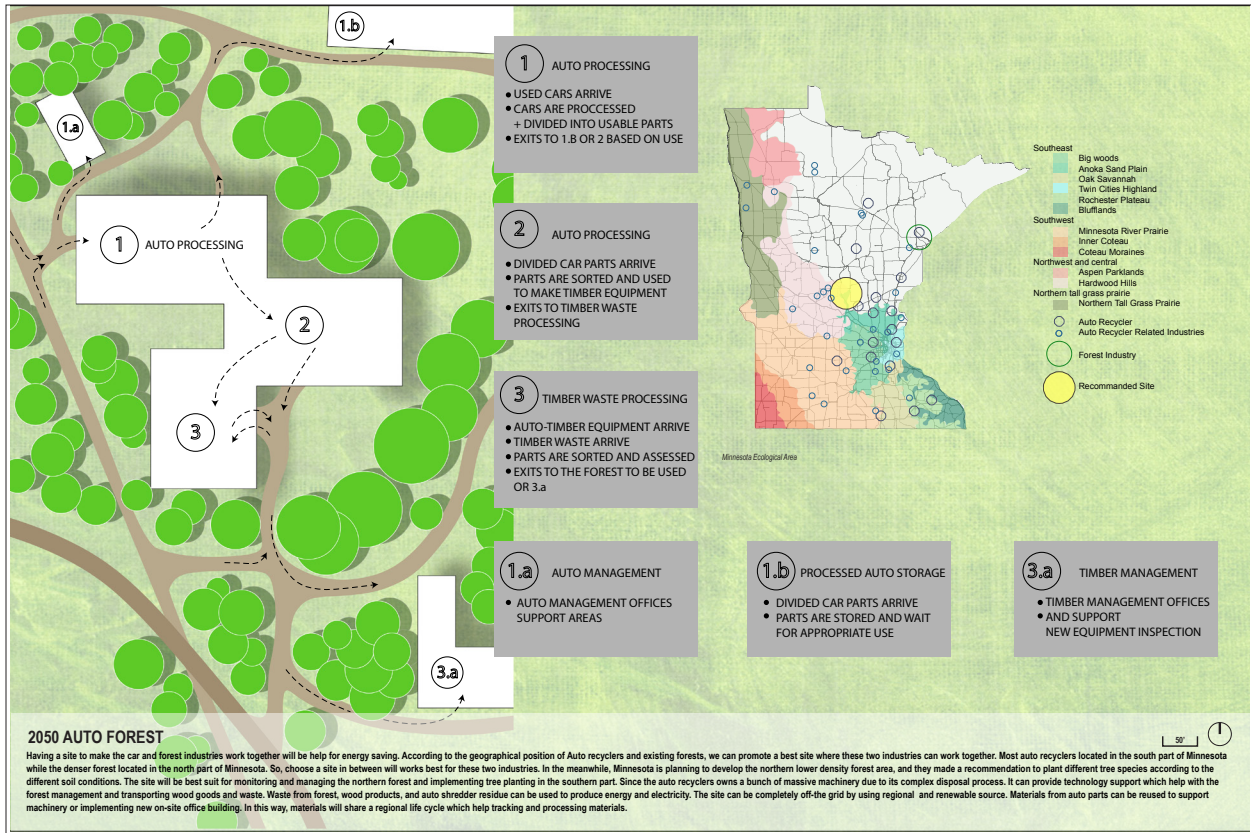 1.b
1.a
1 AUTO PROCESSING
2
3
3.a
1 AUTO PROCESSING
• USED CARS ARRIVE
• CARS ARE PROCCESSED
+ DIVIDED INTO USABLE PARTS
• EXITS TO 1.B OR 2 BASED ON USE
2 AUTO PROCESSING
• DIVIDED CAR PARTS ARRIVE
• PARTS ARE SORTED AND USED
TO MAKE TIMBER EQUIPMENT
• EXITS TO TIMBER WASTE
PROCESSING
3 TIMBER WASTE PROCESSING
• AUTO-TIMBER EQUIPMENT ARRIVE
• TIMBER WASTE ARRIVE
• PARTS ARE SORTED AND ASSESSED
• EXITS TO THE FOREST TO BE USED
OR 3.a
1.a AUTO MANAGEMENT
• AUTO MANAGEMENT OFFICES
SUPPORT AREAS
1.b PROCESSED AUTO STORAGE
• DIVIDED CAR PARTS ARRIVE
• PARTS ARE STORED AND WAIT
FOR APPROPRIATE USE
3.a TIMBER MANAGEMENT
• TIMBER MANAGEMENT OFFICES
• AND SUPPORT
NEW EQUIPMENT INSPECTION
Minnesota Ecological Area
Southeast
Big woods
Anoka Sand Plain
Oak Savannah
Twin Cities Highland
Rochester Plateau
Blufflands
Southwest
Minnesota River Prairie
Inner Coteau
Coteau Moraines
Northwest and central
Aspen Parklands
Hardwood Hills
Northern tall grass prairie
Northern Tall Grass Prairie
Auto Recycler
Auto Recycler Related Industries
Forest Industry
Recommanded Site
50'
2050 AUTO FOREST
Having a site to make the car and forest industries work together will be help for energy saving. According to the geographical position of Auto recyclers and existing forests, we can promote a best site where these two industries can work together. Most auto recyclers located in the south part of Minnesota
while the denser forest located in the north part of Minnesota. So, choose a site in between will works best for these two industries. In the meanwhile, Minnesota is planning to develop the northern lower density forest area, and they made a recommendation to plant different tree species according to the
different soil conditions. The site will be best suit for monitoring and managing the northern forest and implementing tree planting in the southern part. Since the auto recyclers owns a bunch of massive machinery due to its complex disposal process. It can provide technology support which help with the
forest management and transporting wood goods and waste. Waste from forest, wood products, and auto shredder residue can be used to produce energy and electricity. The site can be completely off-the grid by using regional and renewable source. Materials from auto parts can be reused to support
machinery or implementing new on-site office building. In this way, materials will share a regional life cycle which help tracking and processing materials.